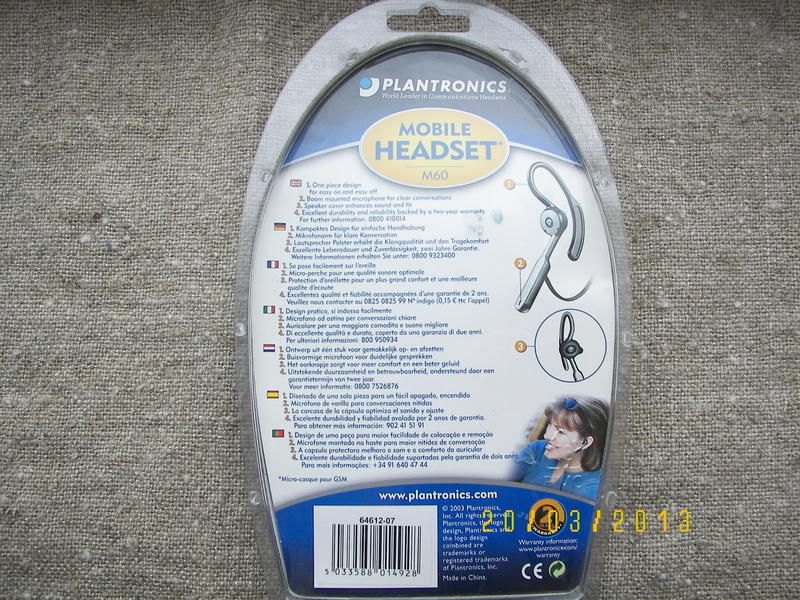 PLANTRONICS
World Leader in Communications Headsets
MOBILE
HEADSET*
M60
1. One piece design
for easy on and easy off
2. Boom mounted microphone for clear conversations
3. Speaker cover enhances sound and fit
4. Excellent durability and reliability backed by a two-year warranty.
For further information: 0800 410014
1. Kompaktes Design für einfache Handhabung
2. Mikrofonarm für klare Konversation
3. Lautsprecher Polster erhöht die Klangqualität und den Tragekomfort
4. Exzellente Lebensdauer und Zuverlässigkeit, zwei Jahre Garantie.
Weitere Informationen erhalten Sie unter: 0800 9323400
1. Se pose facilement sur l'oreille
2. Micro-perche pour une qualité sonore optimale
3. Protection d'oreillette pour un plus grand confort et une meilleure
qualité d'écoute
4. Excellentes qualité et fiabilité accompagnées d'une garantie de 2 ans.
Veuillez nous contacter au 0825 0825 99 N° indigo (0,15 € ttc l'appel)
1. Design pratico, si indossa facilmente
2. Microfono ad astina per conversazioni chiare
3. Auricolare per una maggiore comodita e suono migliore
4. Di eccellente qualità e durata, coperto da una garanzia di due anni.
Per ulteriori informazioni: 800 950934
1. Ontwerp uit één stuk voor gemakkelijk op- en afzetten
2. Buisvormige microfoon voor duidelijke gesprekken
3. Het oorknopje zorgt voor meer comfort en een beter geluid
4. Uitstekende duurzaamheid en betrouwbaarheid, ondersteund door een
garantietermijn van twee jaar.
Voor meer informatie: 0800 7526876
1. Diseñado de una sola pieza para un fácil apagado, encendido
2. Micrófono de varilla para conversaciones nítidas
3. La carcasa de la cápsula optimiza el sonido y ajuste
4. Excelente durabilidad y fiabilidad avalada por 2 anos de garantía.
Para obtener más información: 902 41 51 91
1. Design de uma peça para maior facilidade de colocação e remoção
2. Microfone montado na haste para maior nitidez de conversação
3. A capsula protectora melhora o som e o comforto do auricular
4. Excelente durabilidade e fiabilidade suportadas pela garantia de dois anos
Para mais informações: +34 91 640 47 44
*Micro-casque pour GSM
1
2
3
www.plantronics.com
64612-07
5 033588 014928
© 2003 Plantronics,
Inc. All rights reserved.
Plantronics, the logo
design, Plantronics and
the logo design
combined are
trademarks or
registered trademarks
of Plantronics, Inc.
Made in China.
2
Warranty information:
www.plantronics.com/
warranty
CE
20/03/2013